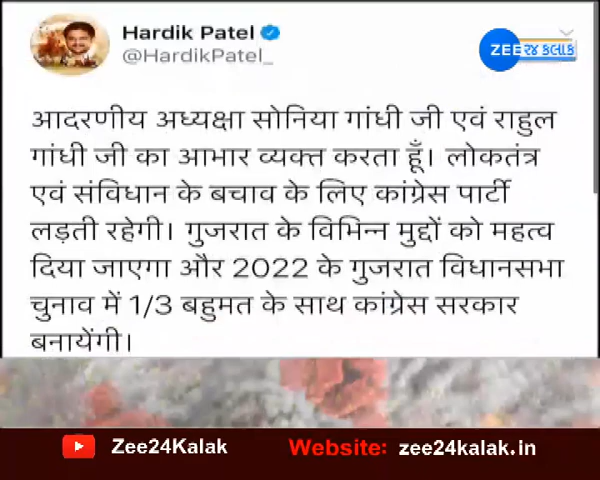 Hardik Patel
@HardikPatel_
ZEE २४ કલાક
आदरणीय अध्यक्षा सोनिया गांधी जी एवं राहुल
गांधी जी का आभार व्यक्त करता हूँ। लोकतंत्र
एवं संविधान के बचाव के लिए कांग्रेस पार्टी
लड़ती रहेगी। गुजरात के विभिन्न मुद्दों को महत्व
दिया जाएगा और 2022 के गुजरात विधानसभा
चुनाव में 1/3 बहुमत के साथ कांग्रेस सरकार
बनायेंगी।
Zee24Kalak Website: zee24kalak.in